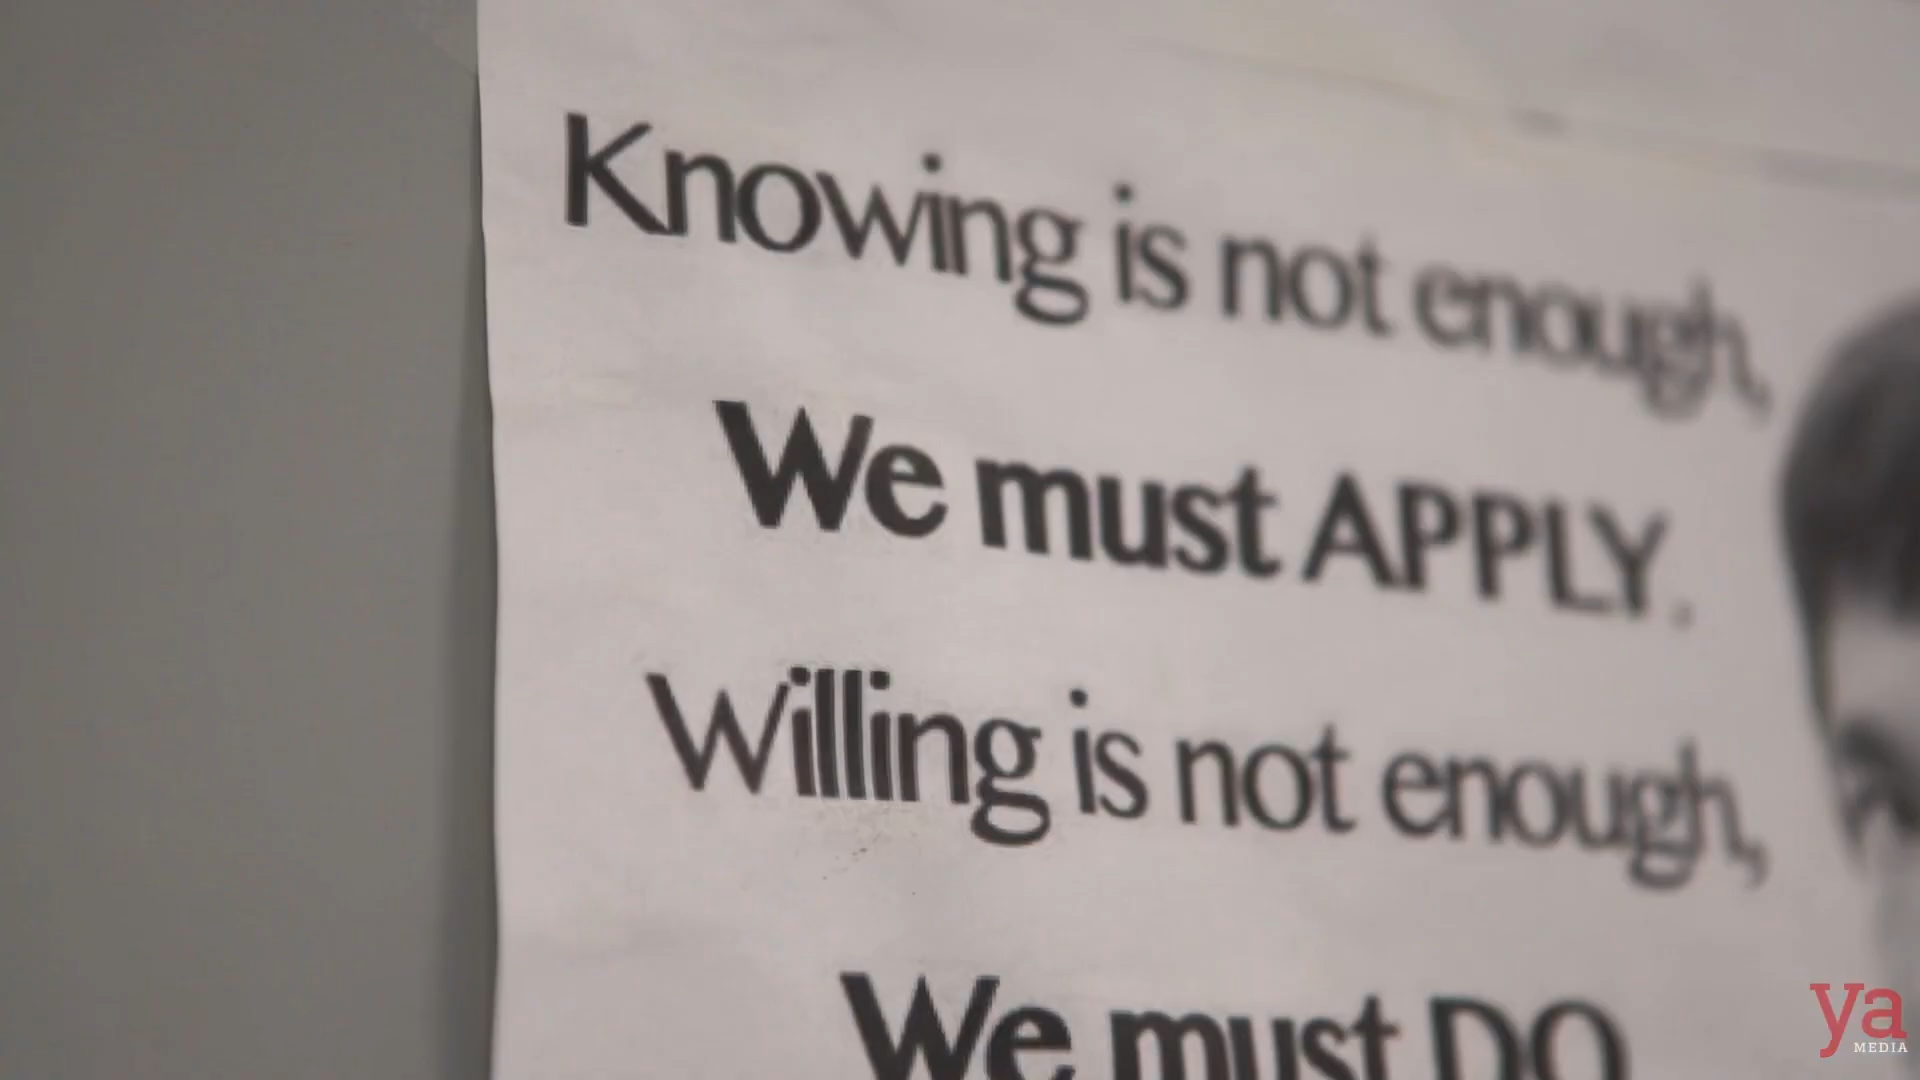 Knowing is not enough,
We must APPLY.
Willing is not enough,
We must DO
ya
MEDIA